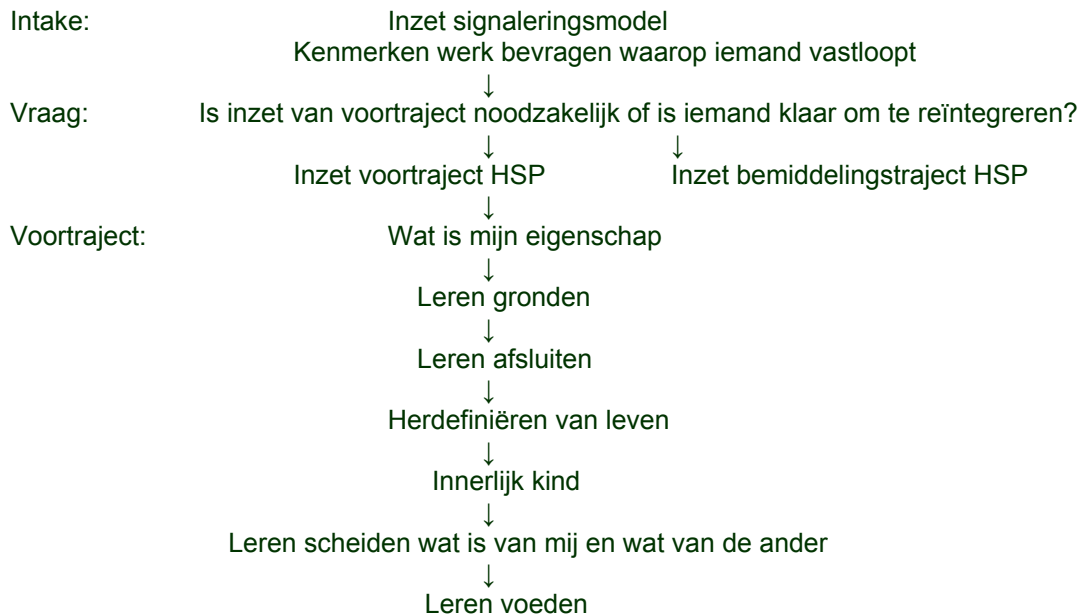 Intake: Inzet signaleringsmodel
Kenmerken werk bevragen waarop iemand vastloopt
↓
Vraag: Is inzet van voortraject noodzakelijk of is iemand klaar om te reïntegreren?
↓ ↓
Inzet voortraject HSP Inzet bemiddelingstraject HSP
↓
Voortraject: Wat is mijn eigenschap
↓
Leren gronden
↓
Leren afsluiten
↓
Herdefiniëren van leven
↓
Innerlijk kind
↓
Leren scheiden wat is van mij en wat van de ander
↓
Leren voeden